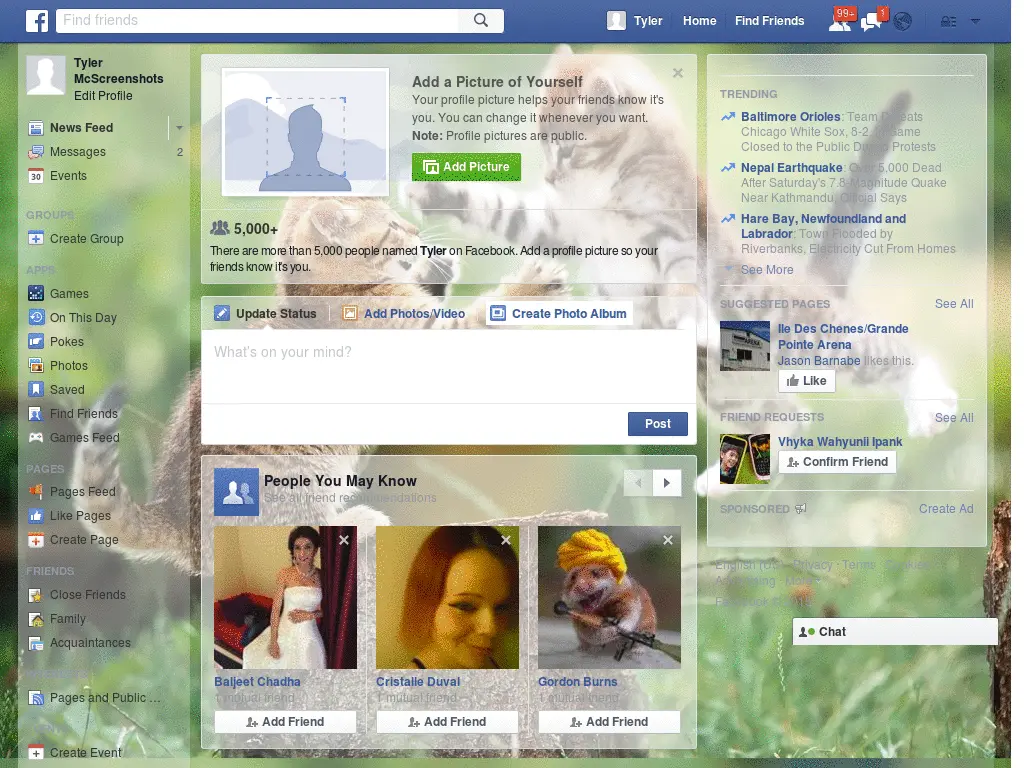 f
Find friends
Tyler
Home
Find Friends
99+
1
Tyler
McScreenshots
Edit Profile
News Feed
Messages
2
30
Events
GROUPS
Create Group
APPS
Games
On This Day
Pokes
Photos
Saved
Find Friends
Games Feed
PAGES
Pages Feed
Like Pages
Create Page
FRIENDS
Close Friends
Family
Acquaintances
Pages and Public ...
Create Event
Add a Picture of Yourself
Your profile picture helps your friends know it's
you. You can change it whenever you want.
Note: Profile pictures are public.
Add Picture
5,000+
There are more than 5,000 people named Tyler on Facebook. Add a profile picture so your
friends know it's you.
Update Status
Add Photos/Video
Create Photo Album
What's on your mind?
Post
People You May Know
See all friend recommendations
Baljeet Chadha
1 mutual friend
Add Friend
Cristalie Duval
1 mutual friend
Add Friend
Gordon Burns
1 mutual friend
Add Friend
TRENDING
Baltimore Orioles: Team Defeats
Chicago White Sox, 8-2, in Game
Closed to the Public During Protests
Nepal Earthquake: Over 5,000 Dead
After Saturday's 7.8-Magnitude Quake
Near Kathmandu, Official Says
Hare Bay, Newfoundland and
Labrador: Town Flooded by
Riverbanks, Electricity Cut From Homes
See More
SUGGESTED PAGES
See All
Ile Des Chenes/Grande
Pointe Arena
Jason Barnabe likes this.
Like
FRIEND REQUESTS
See All
Vhyka Wahyunii Ipank
Confirm Friend
SPONSORED
Create Ad
English (US) · Privacy · Terms · Cookies ·
Advertising · More
Facebook ©
Chat